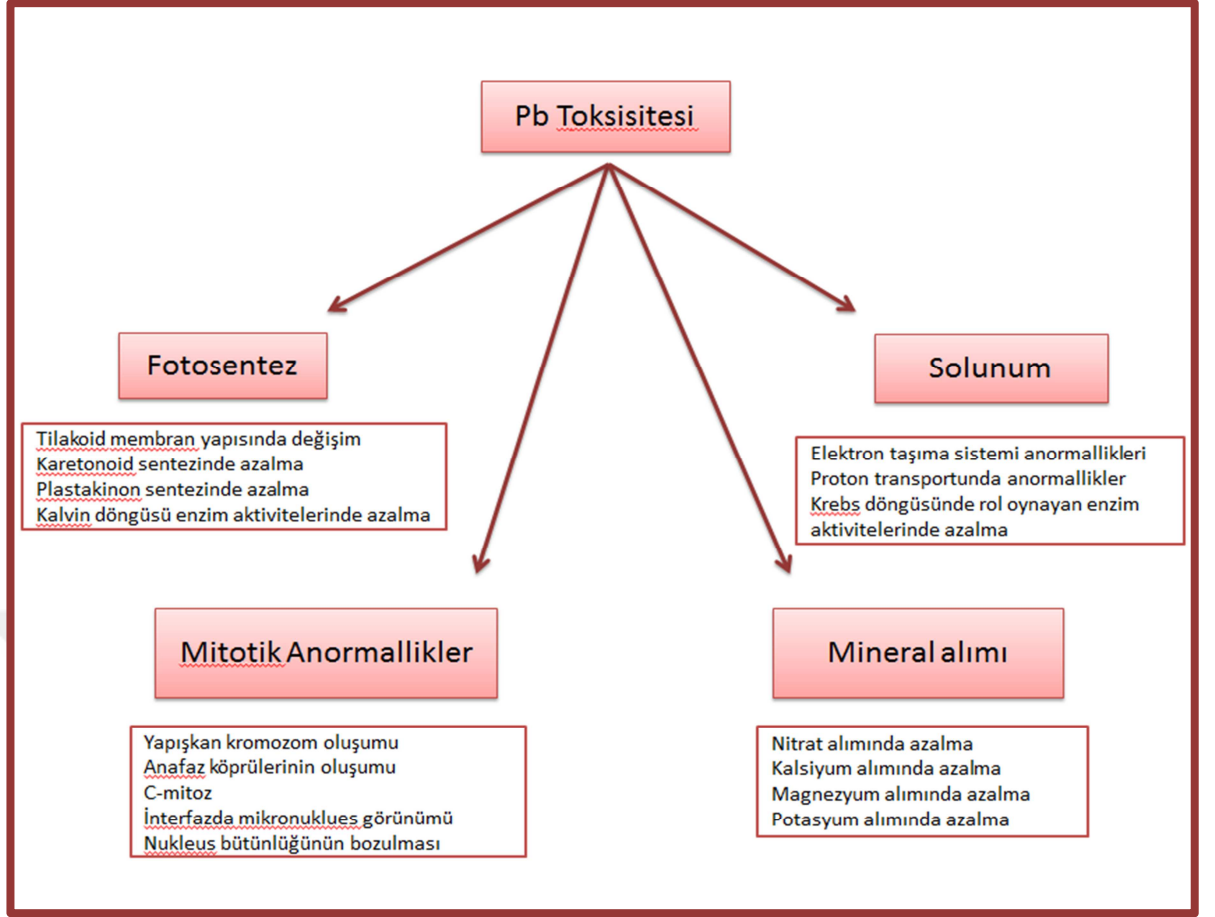 Pb Toksisitesi
Fotosentez
Tilakoid membran yapısında değişim
Karetonoid sentezinde azalma
Plastakinon sentezinde azalma
Kalvin döngüsü enzim aktivitelerinde azalma
Solunum
Elektron taşıma sistemi anormallikleri
Proton transportunda anormallikler
Krebs döngüsünde rol oynayan enzim
aktivitelerinde azalma
Mitotik Anormallikler
Yapışkan kromozom oluşumu
Anafaz köprülerinin oluşumu
C-mitoz
İnterfazda mikronuklues görünümü
Nukleus bütünlüğünün bozulması
Mineral alımı
Nitrat alımında azalma
Kalsiyum alımında azalma
Magnezyum alımında azalma
Potasyum alımında azalma